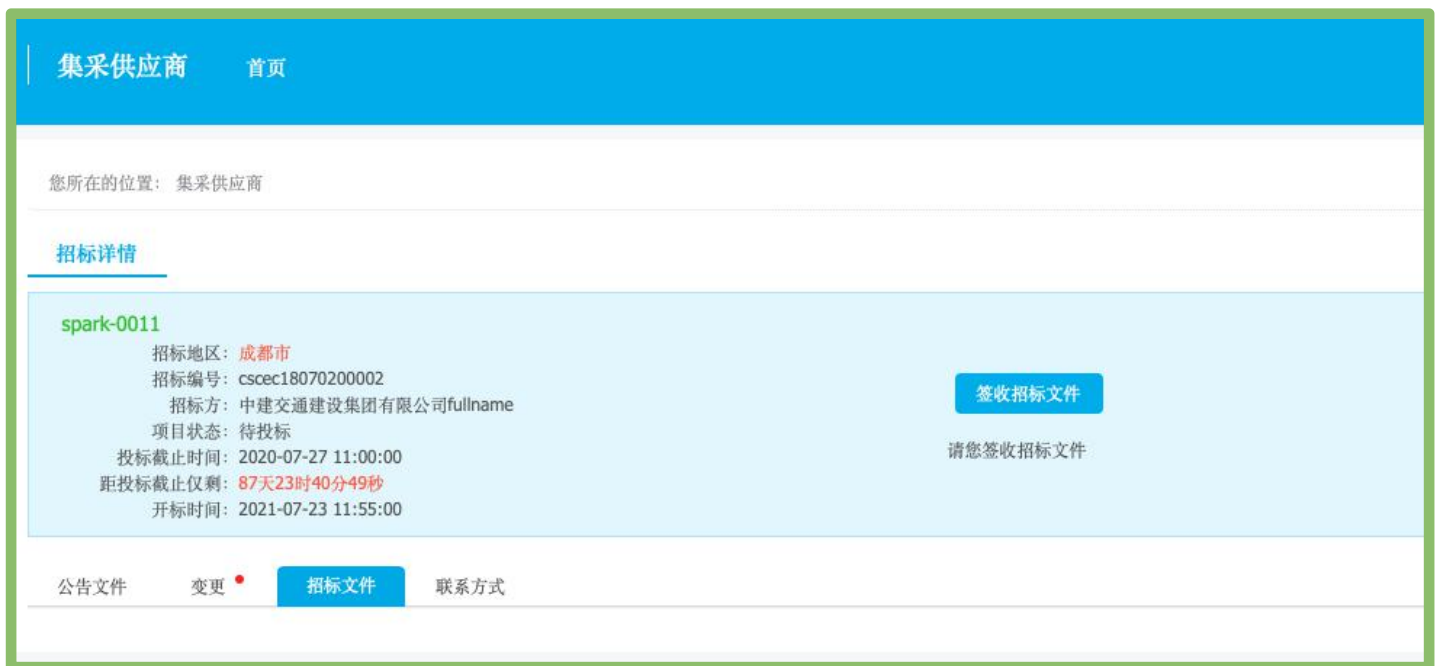 集采供应商 首页
您所在的位置： 集采供应商
招标详情
spark-0011
招标地区：成都市
招标编号：cscec18070200002
签收招标文件
招标方：中建交通建设集团有限公司fullname
项目状态：待投标
请您签收招标文件
投标截止时间：2020-07-27 11:00:00
距投标截止仅剩：87天23时40分49秒
开标时间：2021-07-23 11:55:00
公告文件 变更 招标文件 联系方式